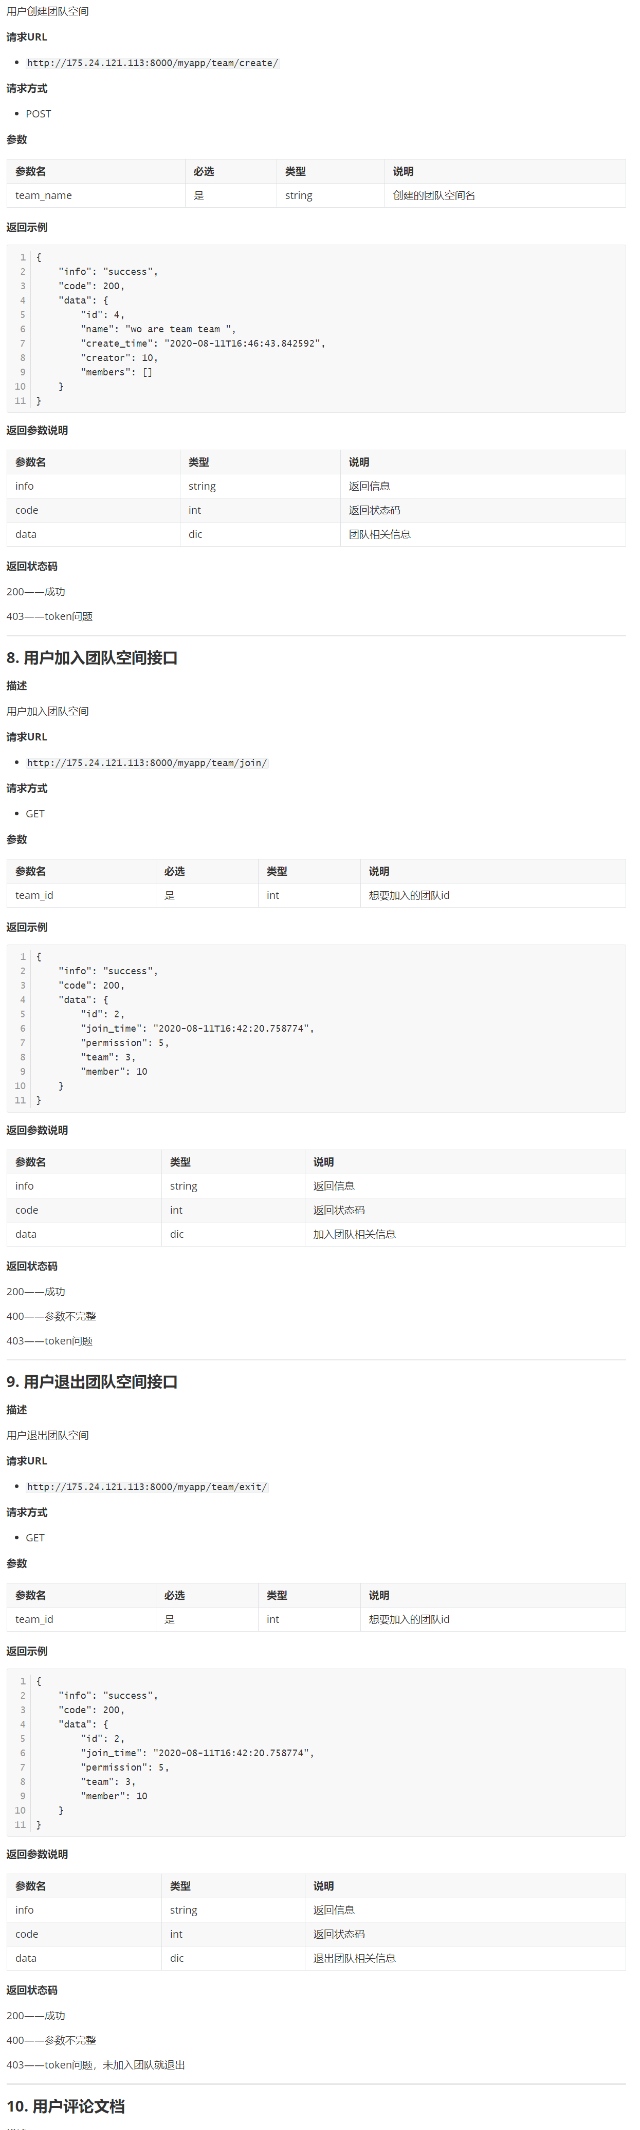 用户创建团队空间
请求URL
http://175.24.121.113:8000/myapp/team/create/
请求方式
POST
参数
参数名 必选 类型 说明
team_name 是 string 创建的团队空间名
返回示例
1 {
2 "info": "success",
3 "code": 200,
4 "data": {
5 "id": 4,
6 "name": "wo are team team ",
7 "create_time": "2020-08-11T16:46:43.842592",
8 "creator": 10,
9 "members": []
10 }
11 }
返回参数说明
参数名 类型 说明
info string 返回信息
code int 返回状态码
data dic 团队相关信息
返回状态码
200——成功
403——token问题
8. 用户加入团队空间接口
描述
用户加入团队空间
请求URL
http://175.24.121.113:8000/myapp/team/join/
请求方式
GET
参数
参数名 必选 类型 说明
team_id 是 int 想要加入的团队id
返回示例
1 {
2 "info": "success",
3 "code": 200,
4 "data": {
5 "id": 2,
6 "join_time": "2020-08-11T16:42:20.758774",
7 "permission": 5,
8 "team": 3,
9 "member": 10
10 }
11 }
返回参数说明
参数名 类型 说明
info string 返回信息
code int 返回状态码
data dic 加入团队相关信息
返回状态码
200——成功
400——参数不完整
403——token问题
9. 用户退出团队空间接口
描述
用户退出团队空间
请求URL
http://175.24.121.113:8000/myapp/team/exit/
请求方式
GET
参数
参数名 必选 类型 说明
team_id 是 int 想要加入的团队id
返回示例
1 {
2 "info": "success",
3 "code": 200,
4 "data": {
5 "id": 2,
6 "join_time": "2020-08-11T16:42:20.758774",
7 "permission": 5,
8 "team": 3,
9 "member": 10
10 }
11 }
返回参数说明
参数名 类型 说明
info string 返回信息
code int 返回状态码
data dic 退出团队相关信息
返回状态码
200——成功
400——参数不完整
403——token问题，未加入团队就退出
10. 用户评论文档